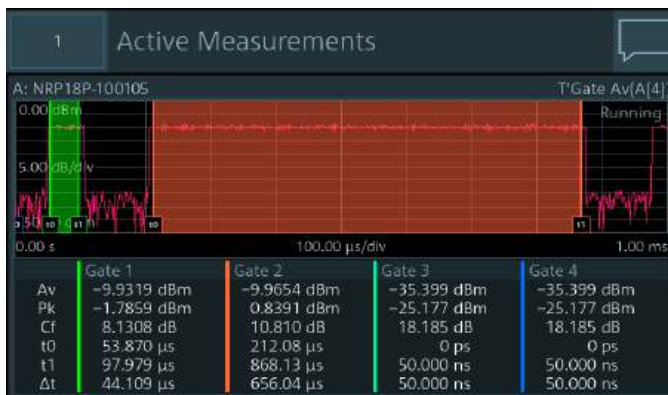 1 Active Measurements
A: NRP18P-100105 T'Gate Av(A[4]
0.00 dBm Running
5.00 dB/div
t0 t1 t0 t1
0.00 s 100.00 µs/div 1.00 ms
Gate 1 Gate 2 Gate 3 Gate 4
Av -9.9319 dBm -9.9654 dBm -35.399 dBm -35.399 dBm
Pk -1.7859 dBm 0.8391 dBm -25.177 dBm -25.177 dBm
Cf 8.1308 dB 10.810 dB 18.185 dB 18.185 dB
t0 53.870 µs 212.08 µs 0 ps 0 ps
t1 97.979 µs 868.13 µs 50.000 ns 50.000 ns
Δt 44.109 µs 656.04 µs 50.000 ns 50.000 ns